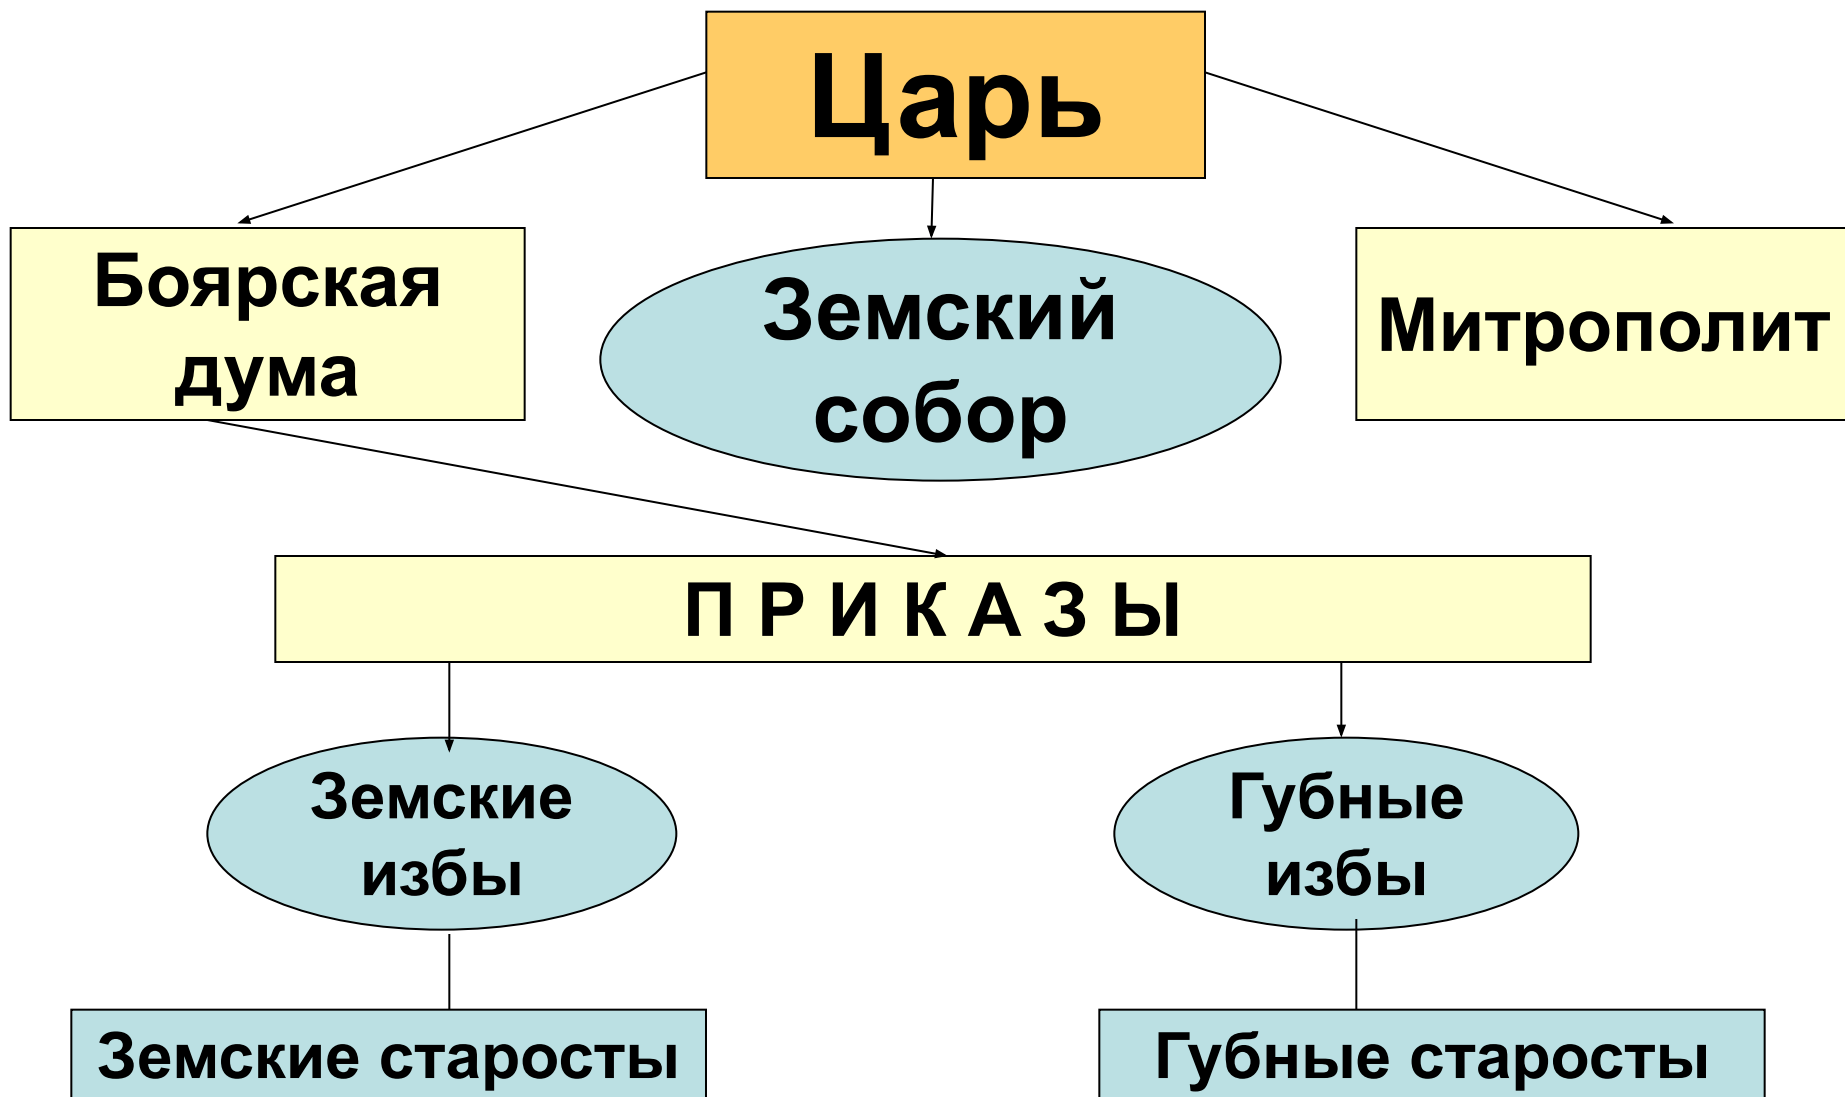 Царь
Боярская
дума
Земский
собор
Митрополит
П Р И К А З Ы
Земские
избы
Губные
избы
Земские старосты
Губные старосты